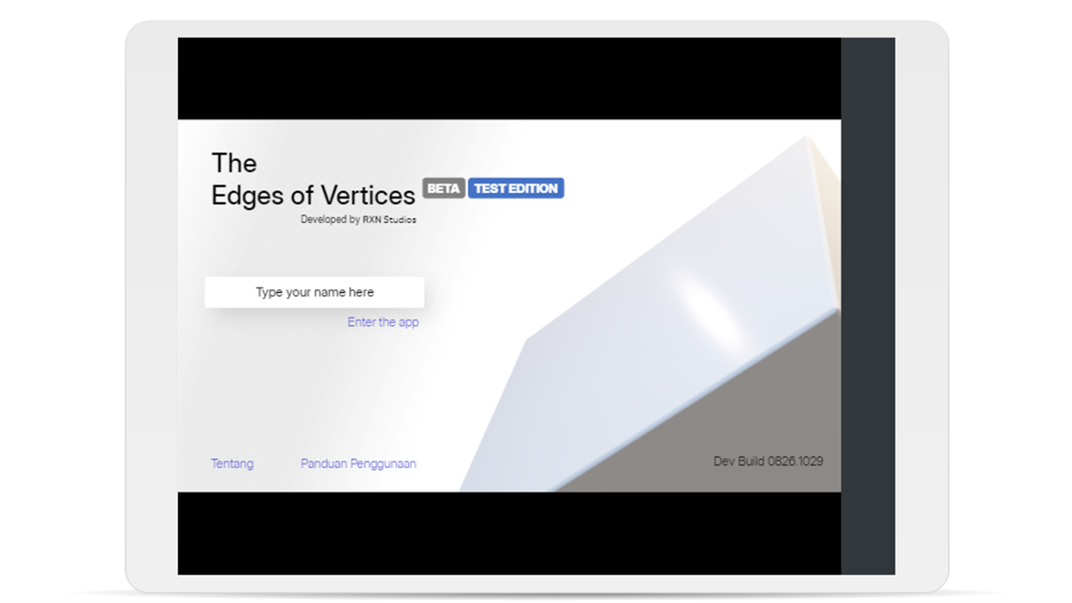 The
Edges of Vertices BETA TEST EDITION
Developed by RXN Studios
Type your name here
Enter the app
Tentang Panduan Penggunaan
Dev Build 0826.1029